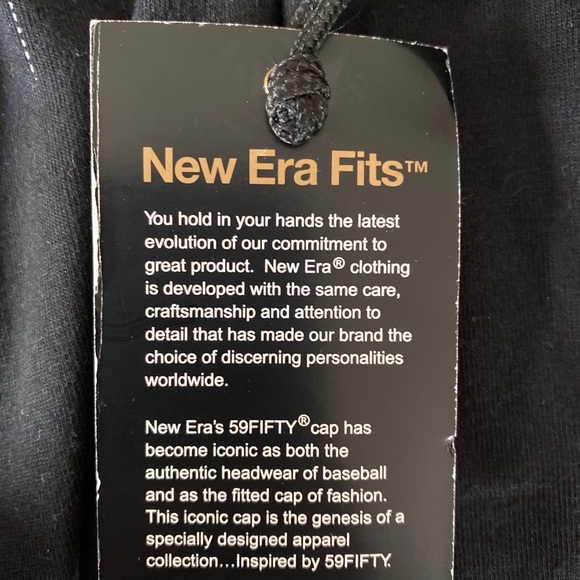 New Era Fits™
You hold in your hands the latest
evolution of our commitment to
great product. New Era® clothing
is developed with the same care,
craftsmanship and attention to
detail that has made our brand the
choice of discerning personalities
worldwide.
New Era's 59FIFTY® cap has
become iconic as both the
authentic headwear of baseball
and as the fitted cap of fashion.
This iconic cap is the genesis of a
specially designed apparel
collection...Inspired by 59FIFTY.